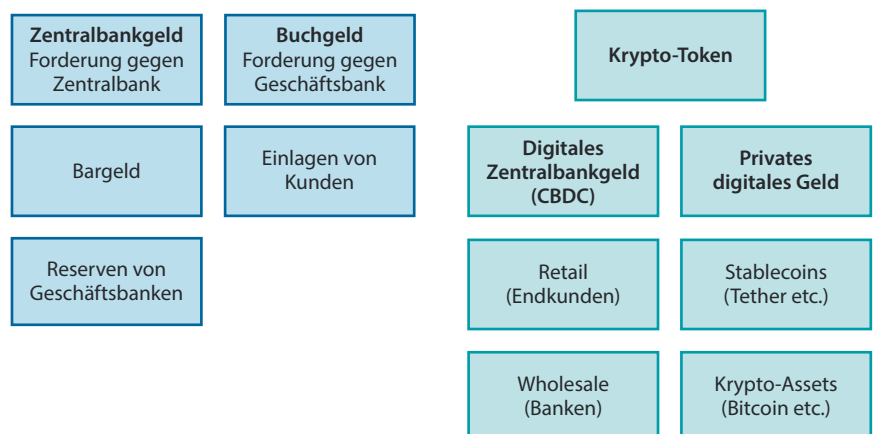 Zentralbankgeld
Forderung gegen
Zentralbank
Buchgeld
Forderung gegen
Geschäftsbank
Krypto-Token
Bargeld
Einlagen von
Kunden
Digitales
Zentralbankgeld
(CBDC)
Privates
digitales Geld
Reserven von
Geschäftsbanken
Retail
(Endkunden)
Stablecoins
(Tether etc.)
Wholesale
(Banken)
Krypto-Assets
(Bitcoin etc.)